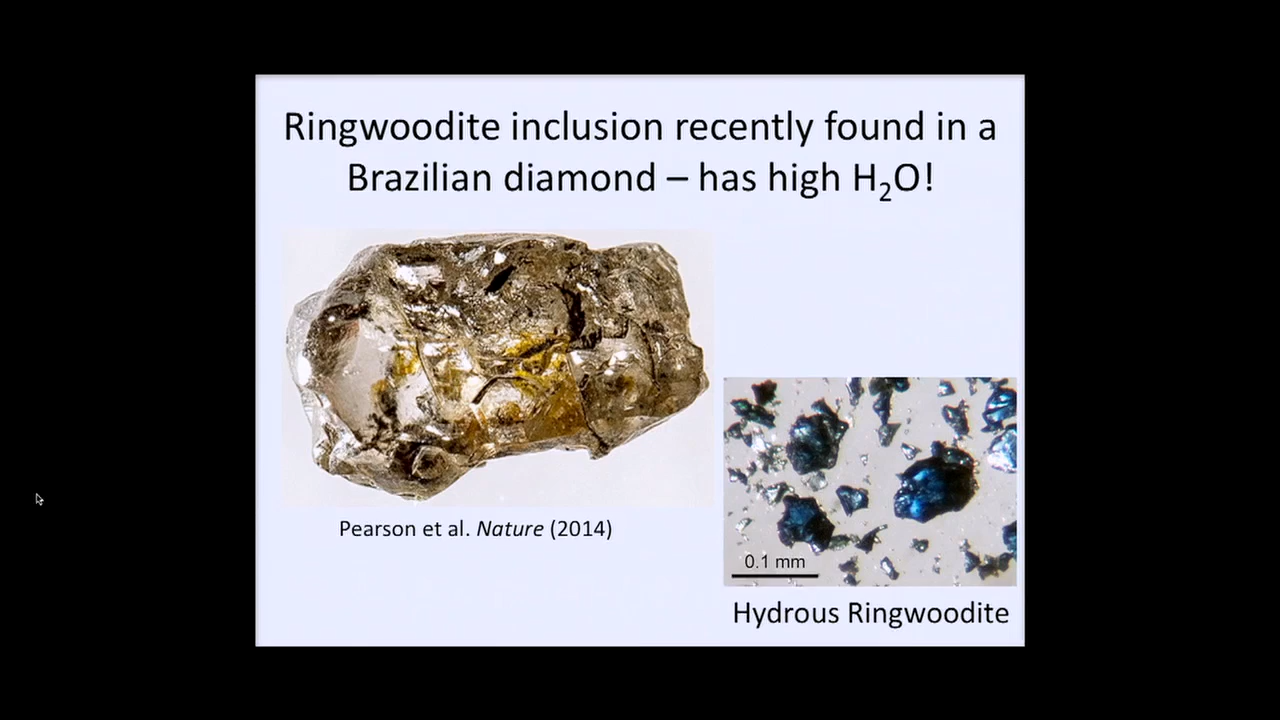 Ringwoodite inclusion recently found in a
Brazilian diamond – has high H₂O!
Pearson et al. Nature (2014)
0.1 mm
Hydrous Ringwoodite